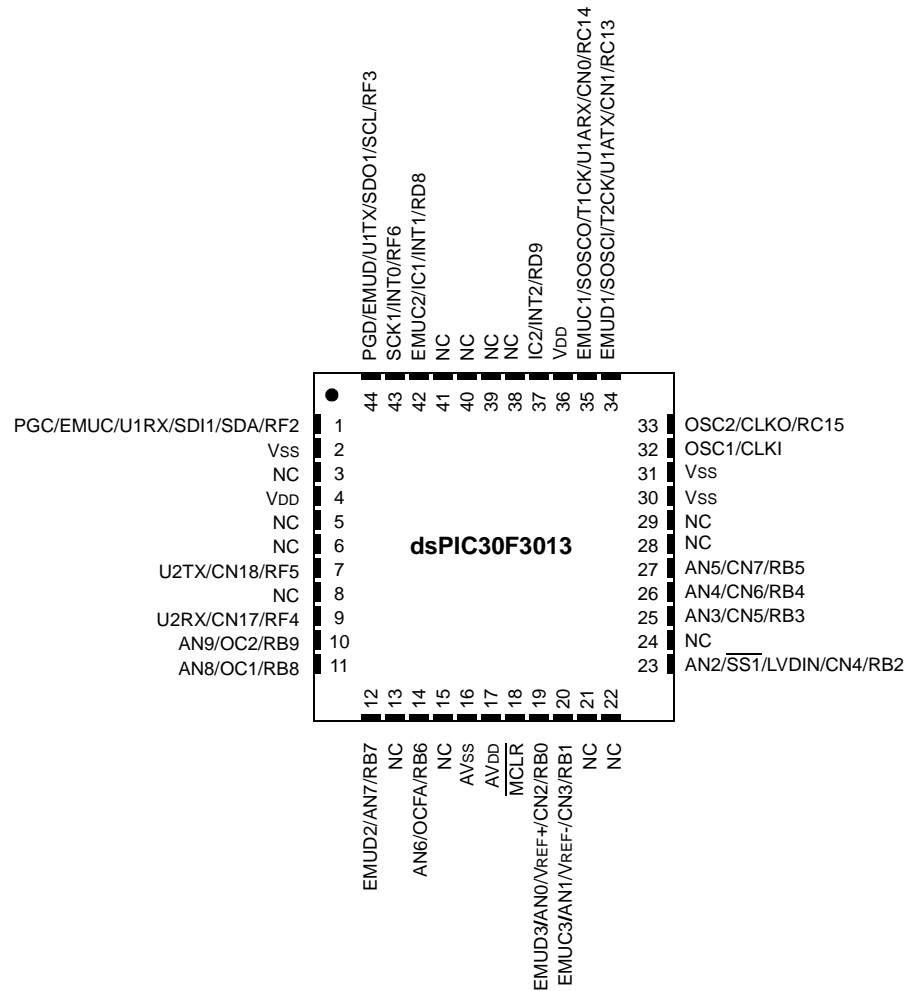 PGD/EMUD/U1TX/SDO1/SCL/RF3
SCK1/INT0/RF6
EMUC2/IC1/INT1/RD8
NC
NC
NC
NC
IC2/INT2/RD9
VDD
EMUC1/SOSCO/T1CK/U1ARX/CN0/RC14
EMUD1/SOSCI/T2CK/U1ATX/CN1/RC13
44 43 42 41 40 39 38 37 36 35 34
PGC/EMUC/U1RX/SDI1/SDA/RF2 1
VSS 2
NC 3
VDD 4
NC 5
NC 6
U2TX/CN18/RF5 7
NC 8
U2RX/CN17/RF4 9
AN9/OC2/RB9 10
AN8/OC1/RB8 11
dsPIC30F3013
33 OSC2/CLKO/RC15
32 OSC1/CLKI
31 VSS
30 VSS
29 NC
28 NC
27 AN5/CN7/RB5
26 AN4/CN6/RB4
25 AN3/CN5/RB3
24 NC
23 AN2/SS1/LVDIN/CN4/RB2
12 13 14 15 16 17 18 19 20 21 22
EMUD2/AN7/RB7
NC
AN6/OCFA/RB6
NC
AVSS
AVDD
MCLR
EMUD3/AN0/VREF+/CN2/RB0
EMUC3/AN1/VREF-/CN3/RB1
NC
NC